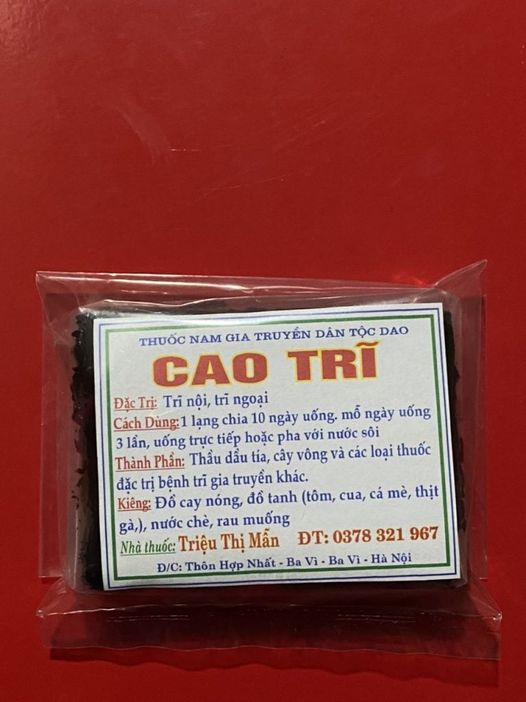 THUỐC NAM GIA TRUYỀN DÂN TỘC DAO
CAO TRĨ
Đặc Trị: Trĩ nội, trĩ ngoại
Cách Dùng:1 lạng chia 10 ngày uống. mỗ ngày uống
3 lần, uống trực tiếp hoặc pha với nước sôi
Thành Phần: Thầu dầu tía, cây vông và các loại thuốc
đặc trị bệnh trĩ gia truyền khác.
Kiêng: Đồ cay nóng, đồ tanh (tôm, cua, cá mè, thịt
gà,), nước chè, rau muống
Nhà thuốc: Triệu Thị Mẫn ĐT: 0378 321 967
Đ/C: Thôn Hợp Nhất - Ba Vì - Ba Vì - Hà Nội